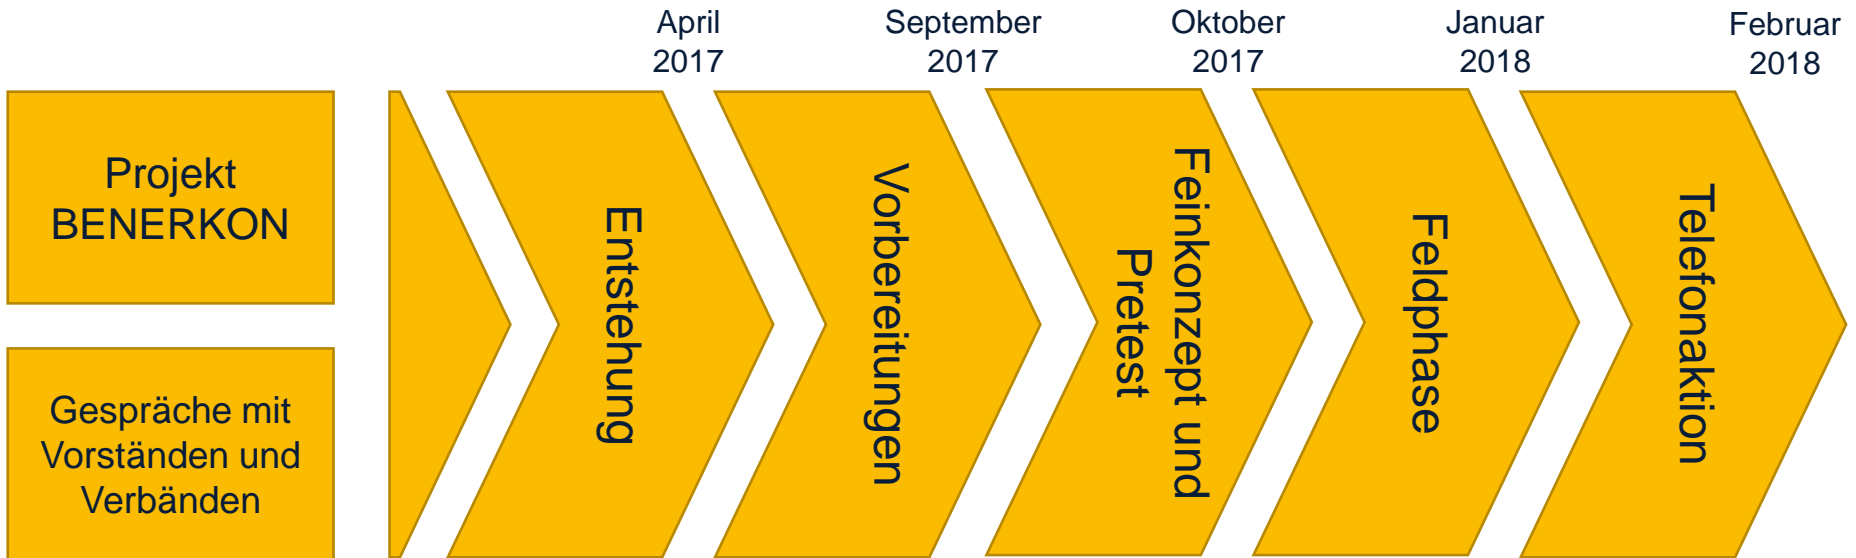 April
2017
September
2017
Oktober
2017
Januar
2018
Februar
2018
Projekt
BENERKON
Gespräche mit
Vorständen und
Verbänden
Entstehung
Vorbereitungen
Feinkonzept und
Pretest
Feldphase
Telefonaktion